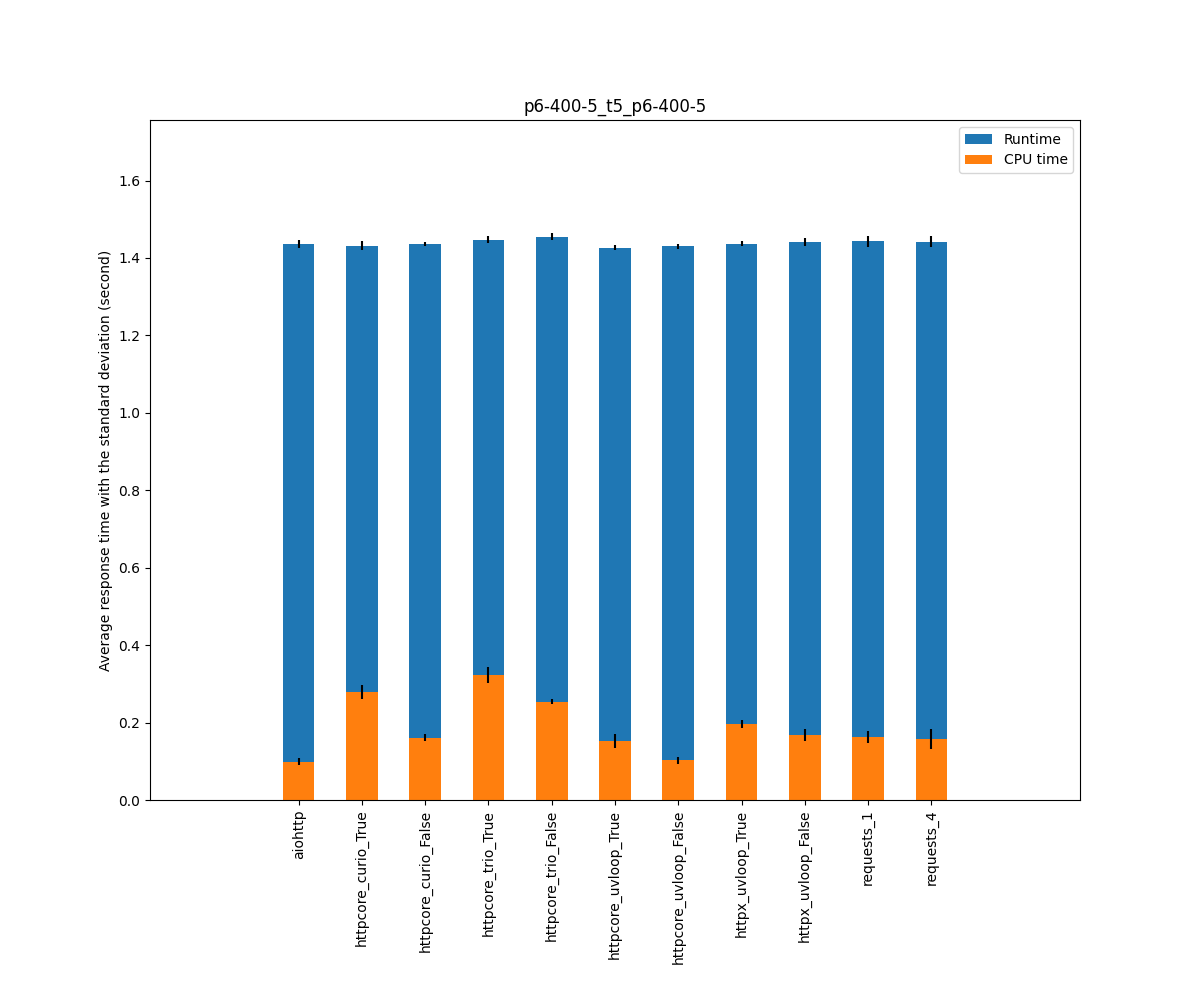 p6-400-5_t5_p6-400-5
Runtime
CPU time
Average response time with the standard deviation (second)
1.6
1.4
1.2
1.0
0.8
0.6
0.4
0.2
0.0
aiohttp
httpcore_curio_True
httpcore_curio_False
httpcore_trio_True
httpcore_trio_False
httpcore_uvloop_True
httpcore_uvloop_False
httpx_uvloop_True
httpx_uvloop_False
requests_1
requests_4